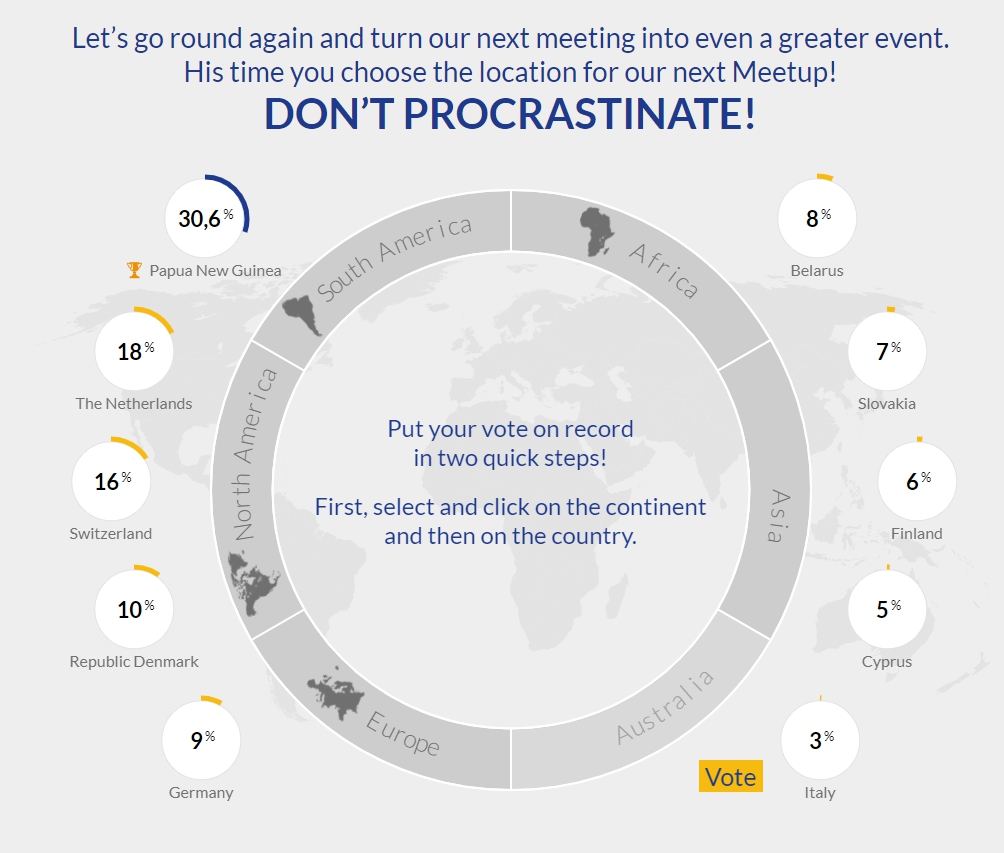 Let's go round again and turn our next meeting into even a greater event.
His time you choose the location for our next Meetup!
DON'T PROCRASTINATE!
30,6%
Papua New Guinea
18%
The Netherlands
16%
Switzerland
10%
Republic Denmark
9%
Germany
South America
Africa
North America
Asia
Europe
Australia
Put your vote on record
in two quick steps!
First, select and click on the continent
and then on the country.
8%
Belarus
7%
Slovakia
6%
Finland
5%
Cyprus
3%
Italy
Vote